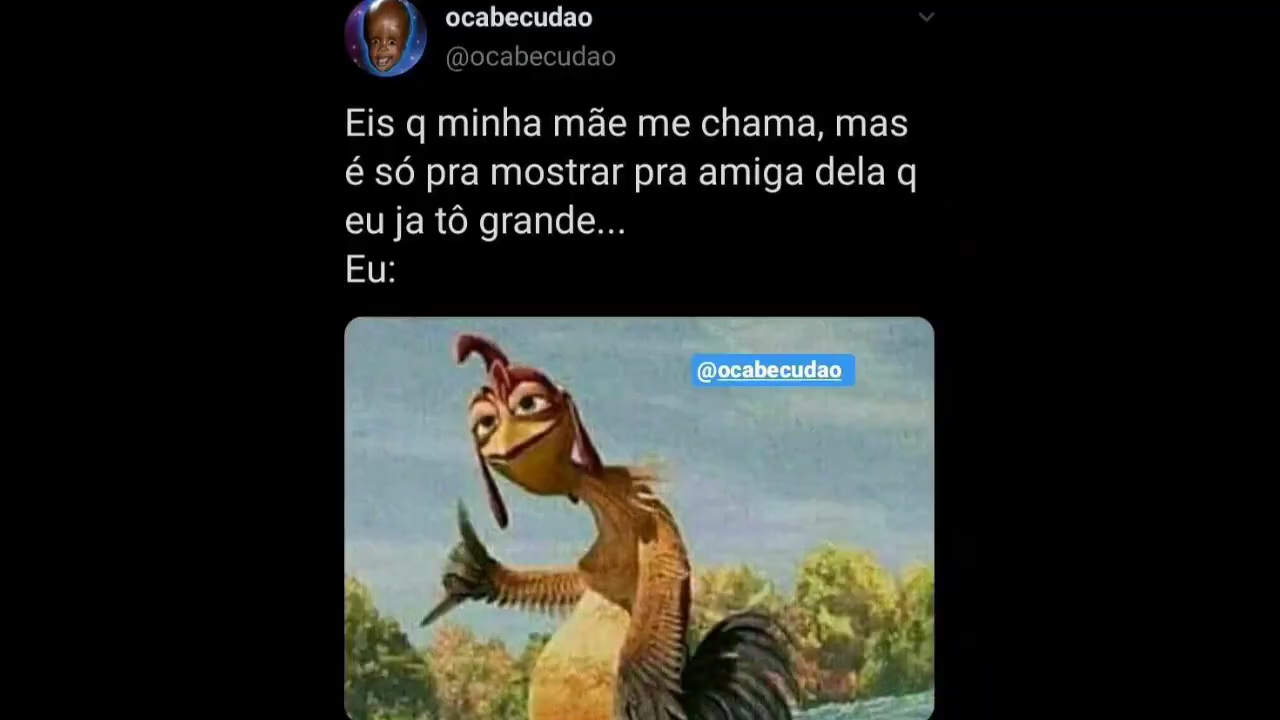 ocabecudao
@ocabecudao
Eis q minha mãe me chama, mas
é só pra mostrar pra amiga dela q
eu ja tô grande...
Eu:
@ocabecudao